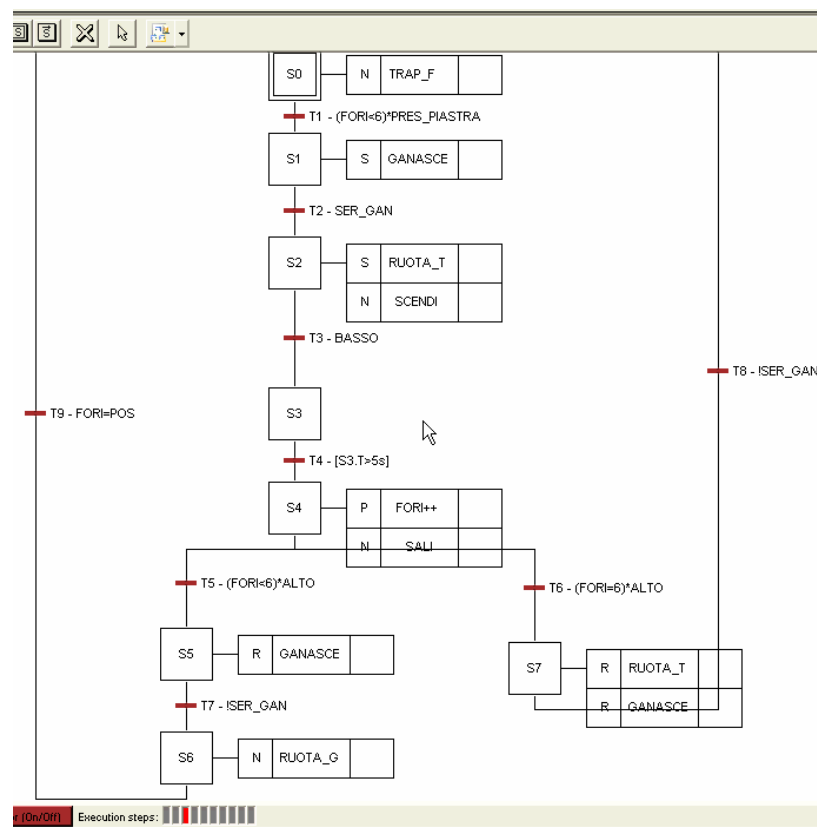 S S
S0 N TRAP_F
T1 - (FORI<6)*PRES_PIASTRA
S1 S GANASCE
T2 - SER_GAN
S2 S RUOTA_T
N SCENDI
T3 - BASSO
T8 - !SER_GAN
T9 - FORI=POS
S3
T4 - [S3.T>5s]
S4 P FORI++
N SALI
T5 - (FORI<6)*ALTO
T6 - (FORI=6)*ALTO
S5 R GANASCE
S7 R RUOTA_T
R GANASCE
T7 - !SER_GAN
S6 N RUOTA_G
r (On/Off) Execution steps: